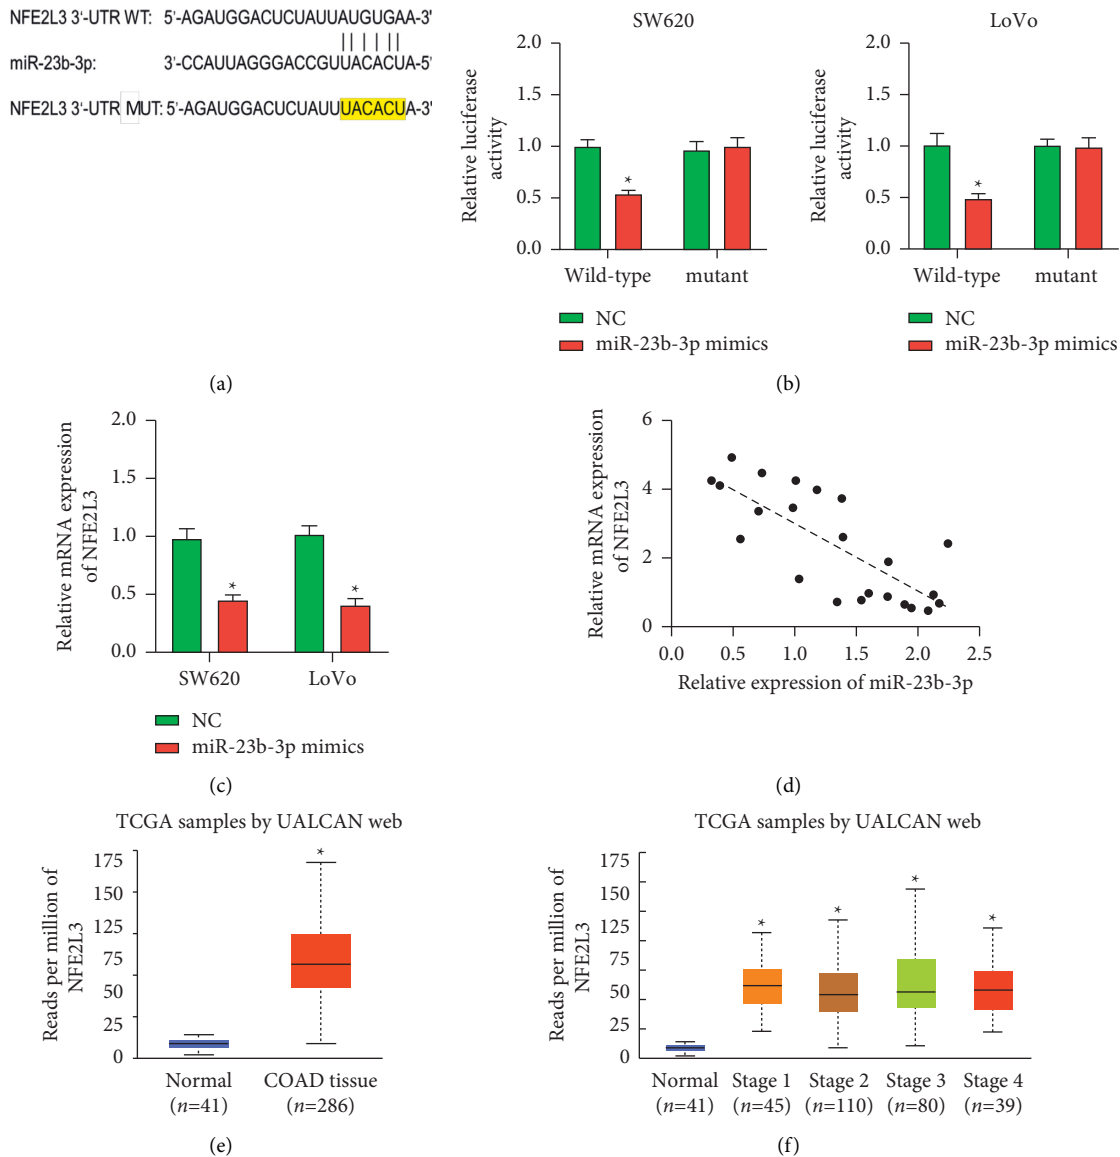 NFE2L3 3'-UTR WT: 5'-AGAUGGACUCUAUUAUGUGAA-3'
miR-23b-3p: 3'-CCAUUAGGGACCGUUACACUA-5'
NFE2L3 3'-UTR MUT: 5'-AGAUGGACUCUAUUUACACUA-3'
(a)
SW620
Relative luciferase
activity
2.0
1.5
1.0
0.5
0.0
*
Wild-type mutant
NC
miR-23b-3p mimics
LoVo
Relative luciferase
activity
2.0
1.5
1.0
0.5
0.0
*
Wild-type mutant
NC
miR-23b-3p mimics
(b)
Relative mRNA expression
of NFE2L3
2.0
1.5
1.0
0.5
0.0
* *
SW620 LoVo
NC
miR-23b-3p mimics
(c)
Relative mRNA expression
of NFE2L3
6
4
2
0
0.0 0.5 1.0 1.5 2.0 2.5
Relative expression of miR-23b-3p
(d)
TCGA samples by UALCAN web
Reads per million of
NFE2L3
175
150
125
75
50
25
0
*
Normal COAD tissue
(n=41) (n=286)
(e)
TCGA samples by UALCAN web
Reads per million of
NFE2L3
175
150
125
75
50
25
0
* * * *
Normal Stage 1 Stage 2 Stage 3 Stage 4
(n=41) (n=45) (n=110) (n=80) (n=39)
(f)